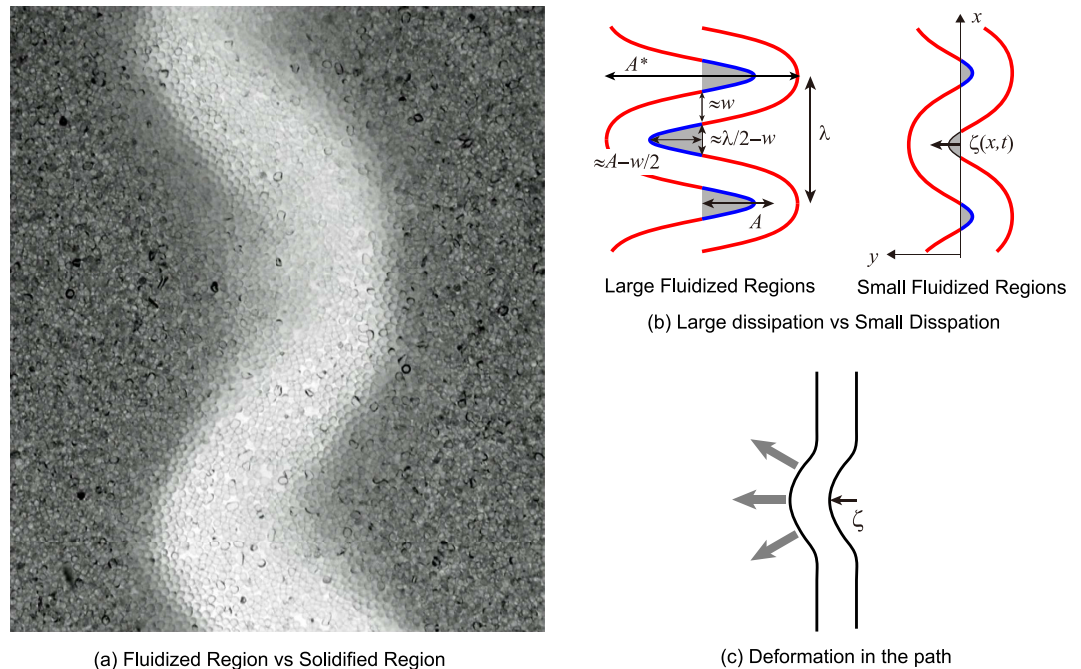 A*
≈w
≈λ/2−w
≈A−w/2
λ
A
x
ζ(x,t)
y
Large Fluidized Regions
Small Fluidized Regions
(b) Large dissipation vs Small Disspation
ζ
(a) Fluidized Region vs Solidified Region
(c) Deformation in the path